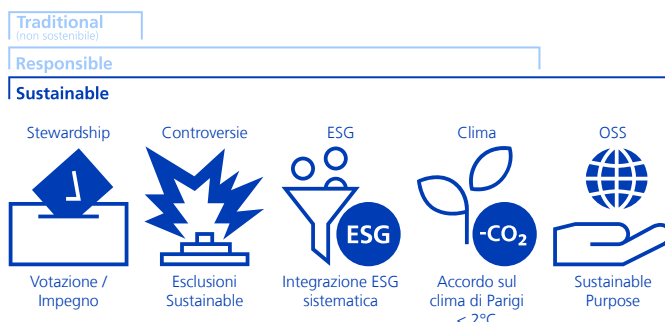 Traditional
(non sostenibile)
Responsible
Sustainable
Stewardship
Controversie
ESG
Clima
OSS
ESG
-CO₂
Votazione /
Impegno
Esclusioni
Sustainable
Integrazione ESG
sistematica
Accordo sul
clima di Parigi
< 2°C
Sustainable
Purpose